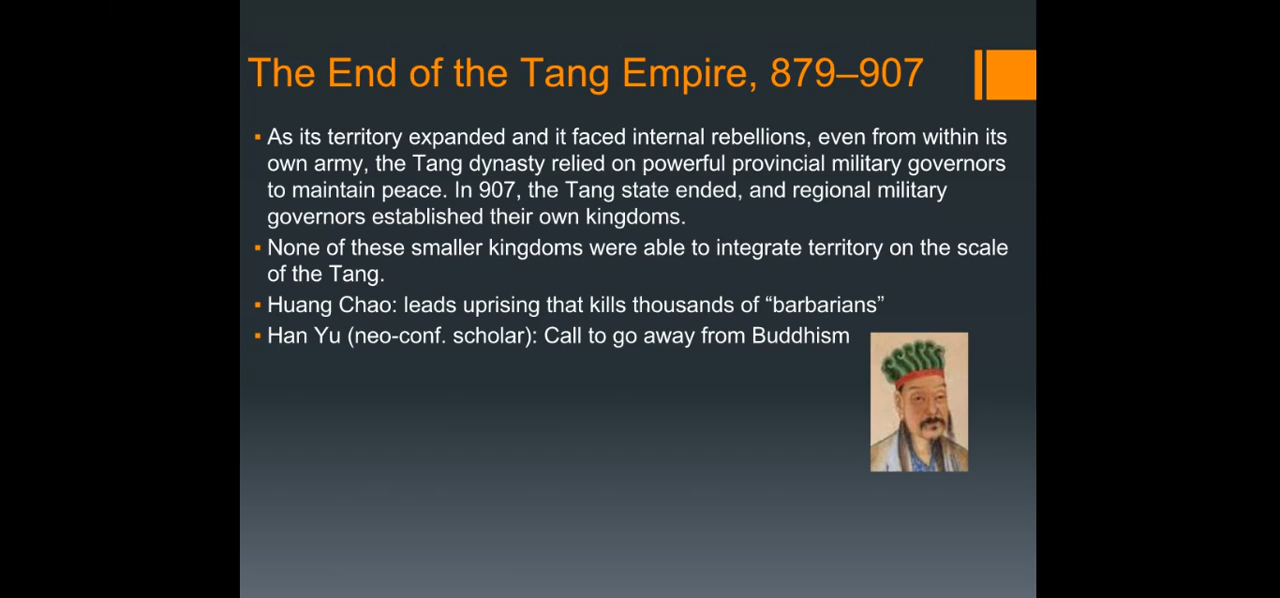 The End of the Tang Empire, 879–907
▪ As its territory expanded and it faced internal rebellions, even from within its
own army, the Tang dynasty relied on powerful provincial military governors
to maintain peace. In 907, the Tang state ended, and regional military
governors established their own kingdoms.
▪ None of these smaller kingdoms were able to integrate territory on the scale
of the Tang.
▪ Huang Chao: leads uprising that kills thousands of “barbarians”
▪ Han Yu (neo-conf. scholar): Call to go away from Buddhism